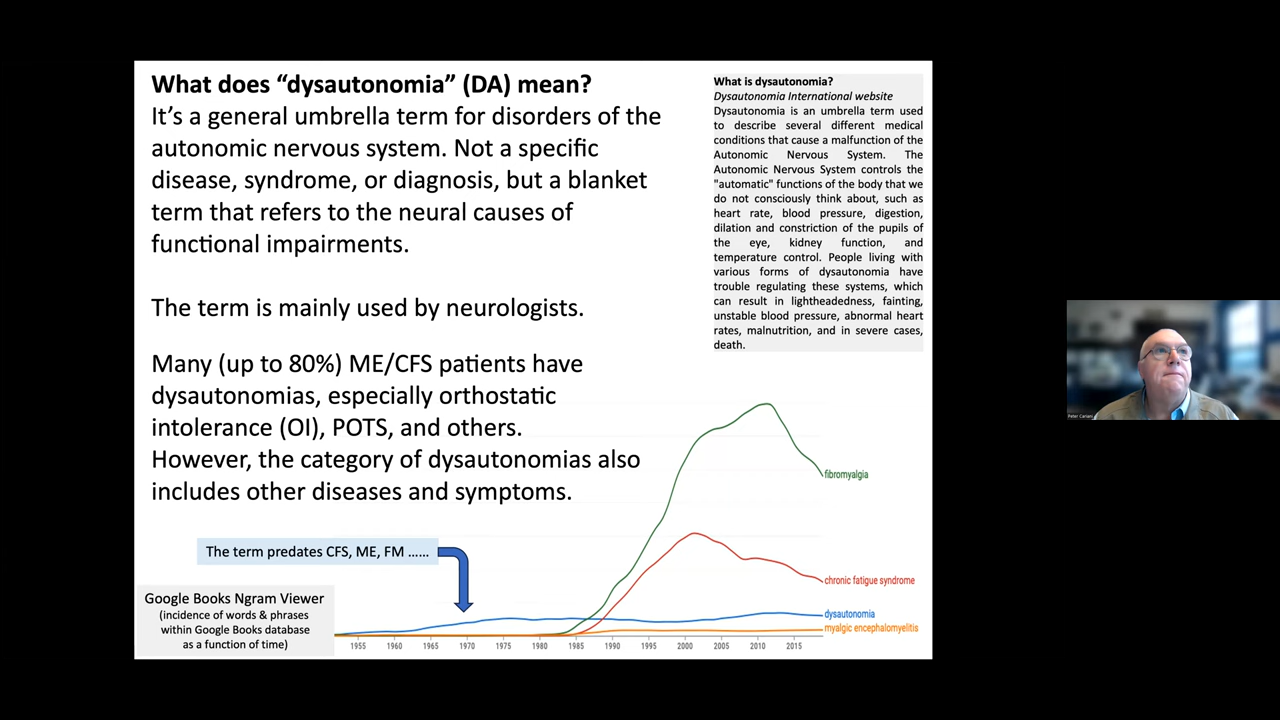 What does “dysautonomia” (DA) mean?
It’s a general umbrella term for disorders of the
autonomic nervous system. Not a specific
disease, syndrome, or diagnosis, but a blanket
term that refers to the neural causes of
functional impairments.
The term is mainly used by neurologists.
Many (up to 80%) ME/CFS patients have
dysautonomias, especially orthostatic
intolerance (OI), POTS, and others.
However, the category of dysautonomias also
includes other diseases and symptoms.
What is dysautonomia?
Dysautonomia International website
Dysautonomia is an umbrella term used
to describe several different medical
conditions that cause a malfunction of the
Autonomic Nervous System. The
Autonomic Nervous System controls the
"automatic" functions of the body that we
do not consciously think about, such as
heart rate, blood pressure, digestion,
dilation and constriction of the pupils of
the eye, kidney function, and
temperature control. People living with
various forms of dysautonomia have
trouble regulating these systems, which
can result in lightheadedness, fainting,
unstable blood pressure, abnormal heart
rates, malnutrition, and in severe cases,
death.
The term predates CFS, ME, FM ......
Google Books Ngram Viewer
(incidence of words & phrases
within Google Books database
as a function of time)
fibromyalgia
chronic fatigue syndrome
dysautonomia
myalgic encephalomyelitis
1955 1960 1965 1970 1975 1980 1985 1990 1995 2000 2005 2010 2015
Peter Cariani